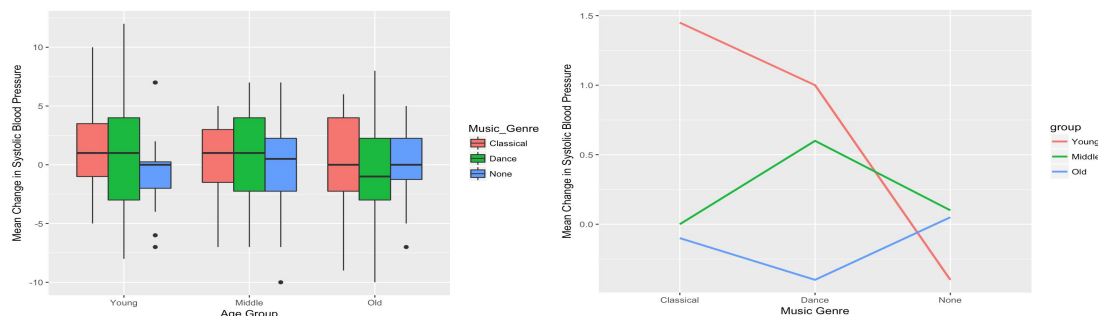 Mean Change in Systolic Blood Pressure
10
5
0
-5
-10
Young
Middle
Old
Age Group
Music_Genre
Classical
Dance
None
Mean Change in Systolic Blood Pressure
1.5
1.0
0.5
0.0
Classical
Dance
None
Music Genre
group
Young
Middle
Old